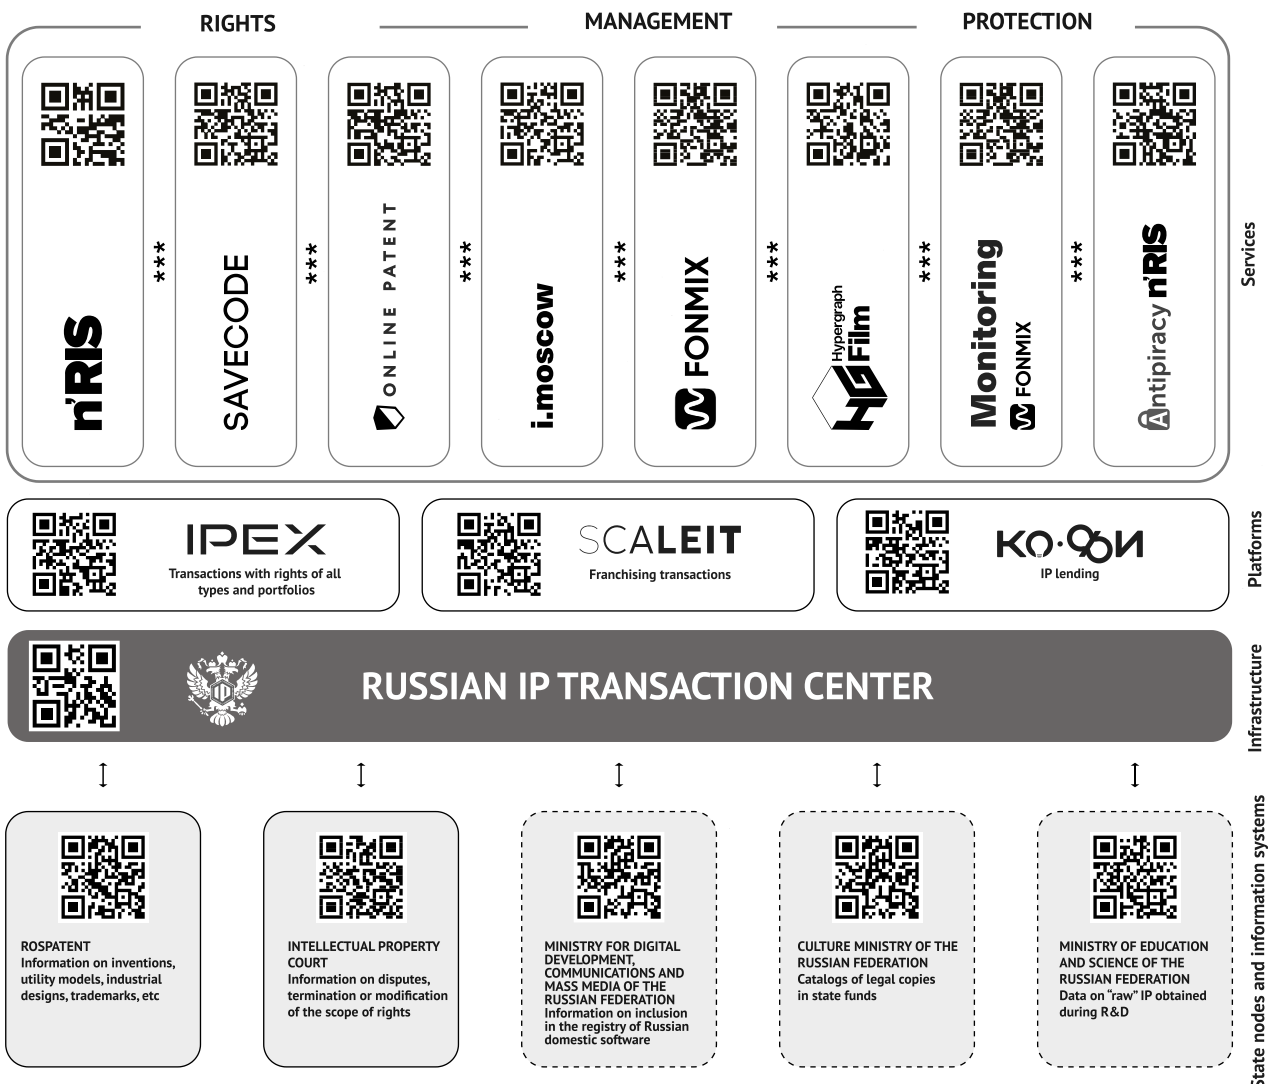 RIGHTS
MANAGEMENT
PROTECTION
n'RIS
***
SAVECODE
***
ONLINE PATENT
***
i.moscow
***
FONMIX
***
HG
Hypergraph
Film
***
Monitoring
FONMIX
***
Antipiracy n'RIS
Services
IPEX
Transactions with rights of all
types and portfolios
SCALEIT
Franchising transactions
IP lending
Platforms
IP
RUSSIAN IP TRANSACTION CENTER
Infrastructure
ROSPATENT
Information on inventions,
utility models, industrial
designs, trademarks, etc
INTELLECTUAL PROPERTY
COURT
Information on disputes,
termination or modification
of the scope of rights
MINISTRY FOR DIGITAL
DEVELOPMENT,
COMMUNICATIONS AND
MASS MEDIA OF THE
RUSSIAN FEDERATION
Information on inclusion
in the registry of Russian
domestic software
CULTURE MINISTRY OF THE
RUSSIAN FEDERATION
Catalogs of legal copies
in state funds
MINISTRY OF EDUCATION
AND SCIENCE OF THE
RUSSIAN FEDERATION
Data on “raw” IP obtained
during R&D
State nodes and information systems